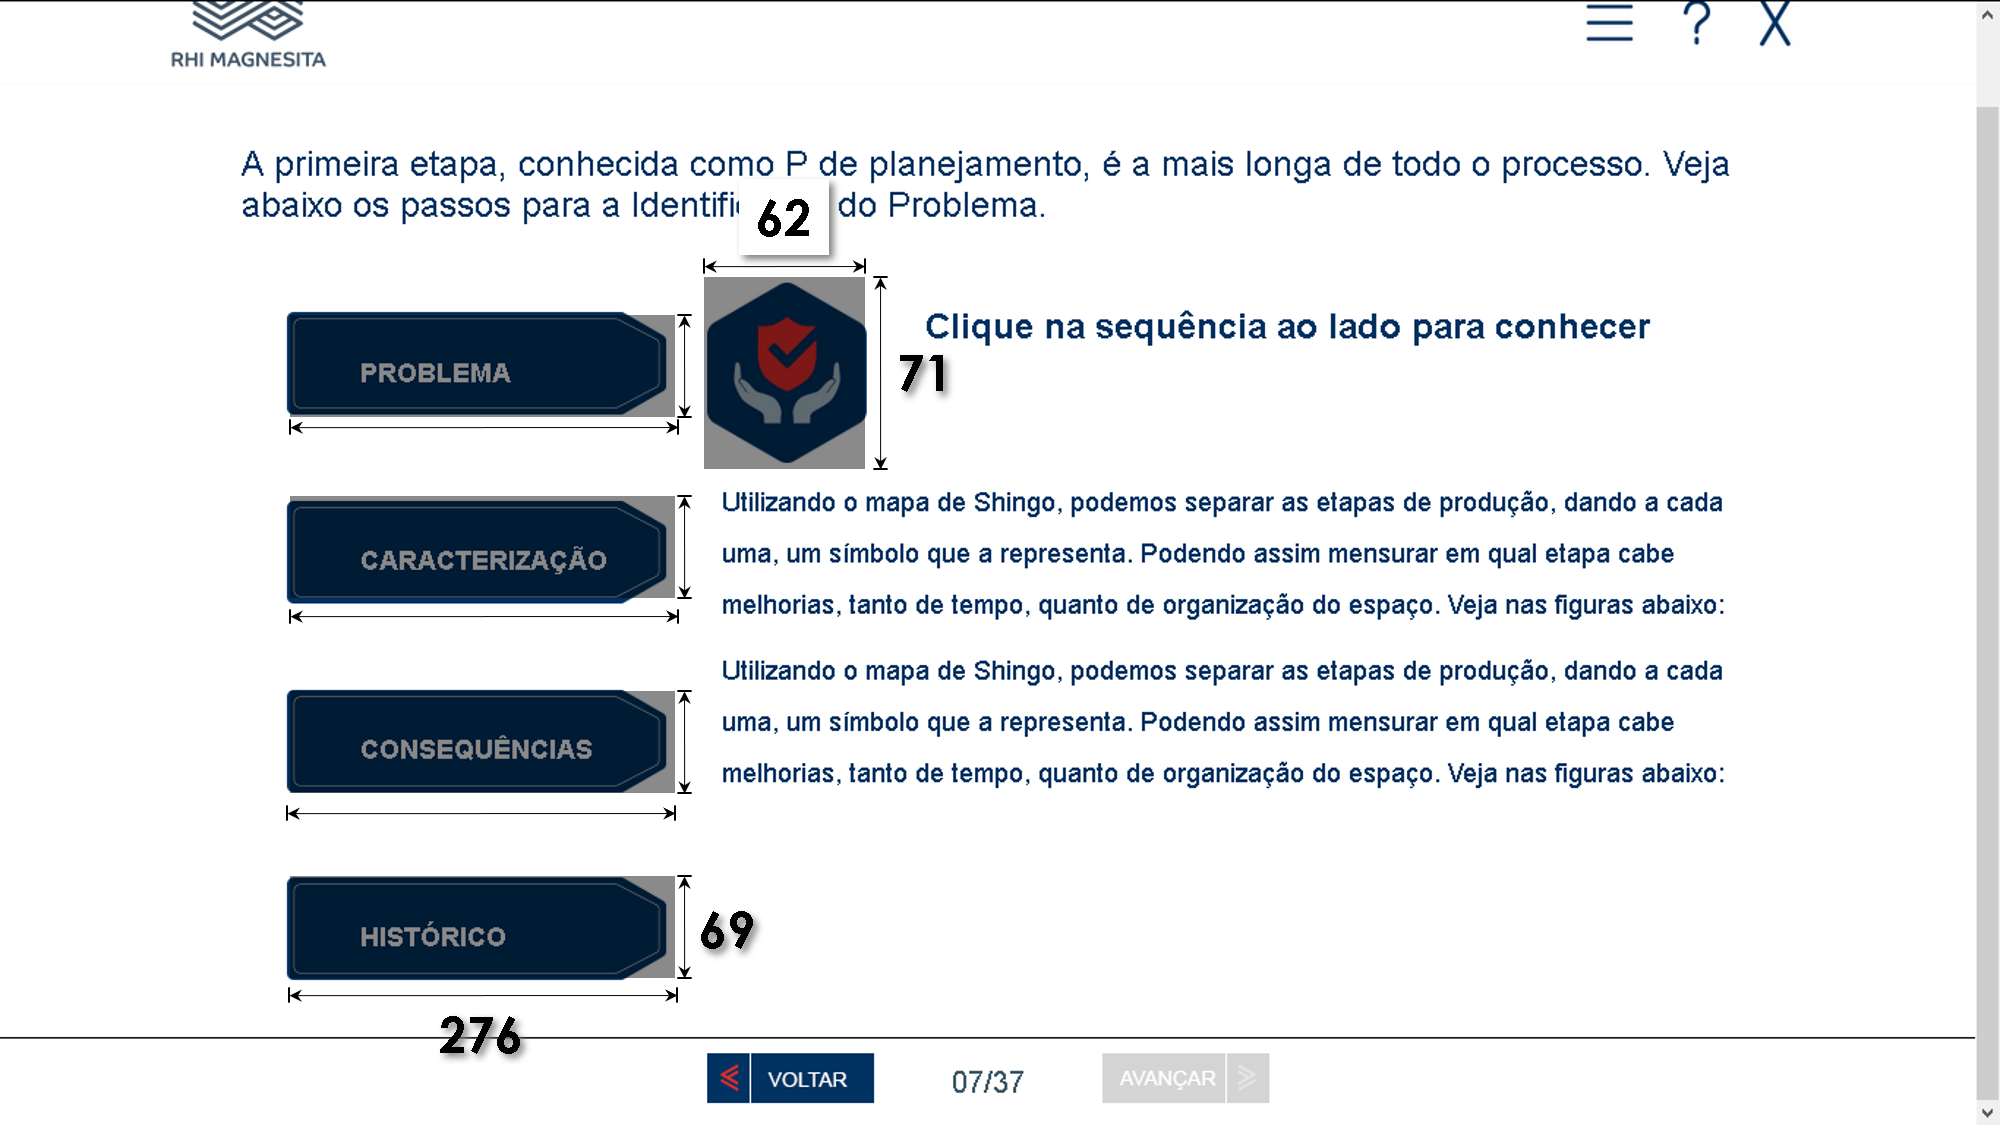 RHI MAGNESITA
?
X
A primeira etapa, conhecida como P de planejamento, é a mais longa de todo o processo. Veja
abaixo os passos para a Identific do Problema.
62
Clique na sequência ao lado para conhecer
71
PROBLEMA
Utilizando o mapa de Shingo, podemos separar as etapas de produção, dando a cada
uma, um símbolo que a representa. Podendo assim mensurar em qual etapa cabe
melhorias, tanto de tempo, quanto de organização do espaço. Veja nas figuras abaixo:
CARACTERIZAÇÃO
Utilizando o mapa de Shingo, podemos separar as etapas de produção, dando a cada
uma, um símbolo que a representa. Podendo assim mensurar em qual etapa cabe
melhorias, tanto de tempo, quanto de organização do espaço. Veja nas figuras abaixo:
CONSEQUÊNCIAS
HISTÓRICO
69
276
VOLTAR
07/37
AVANÇAR